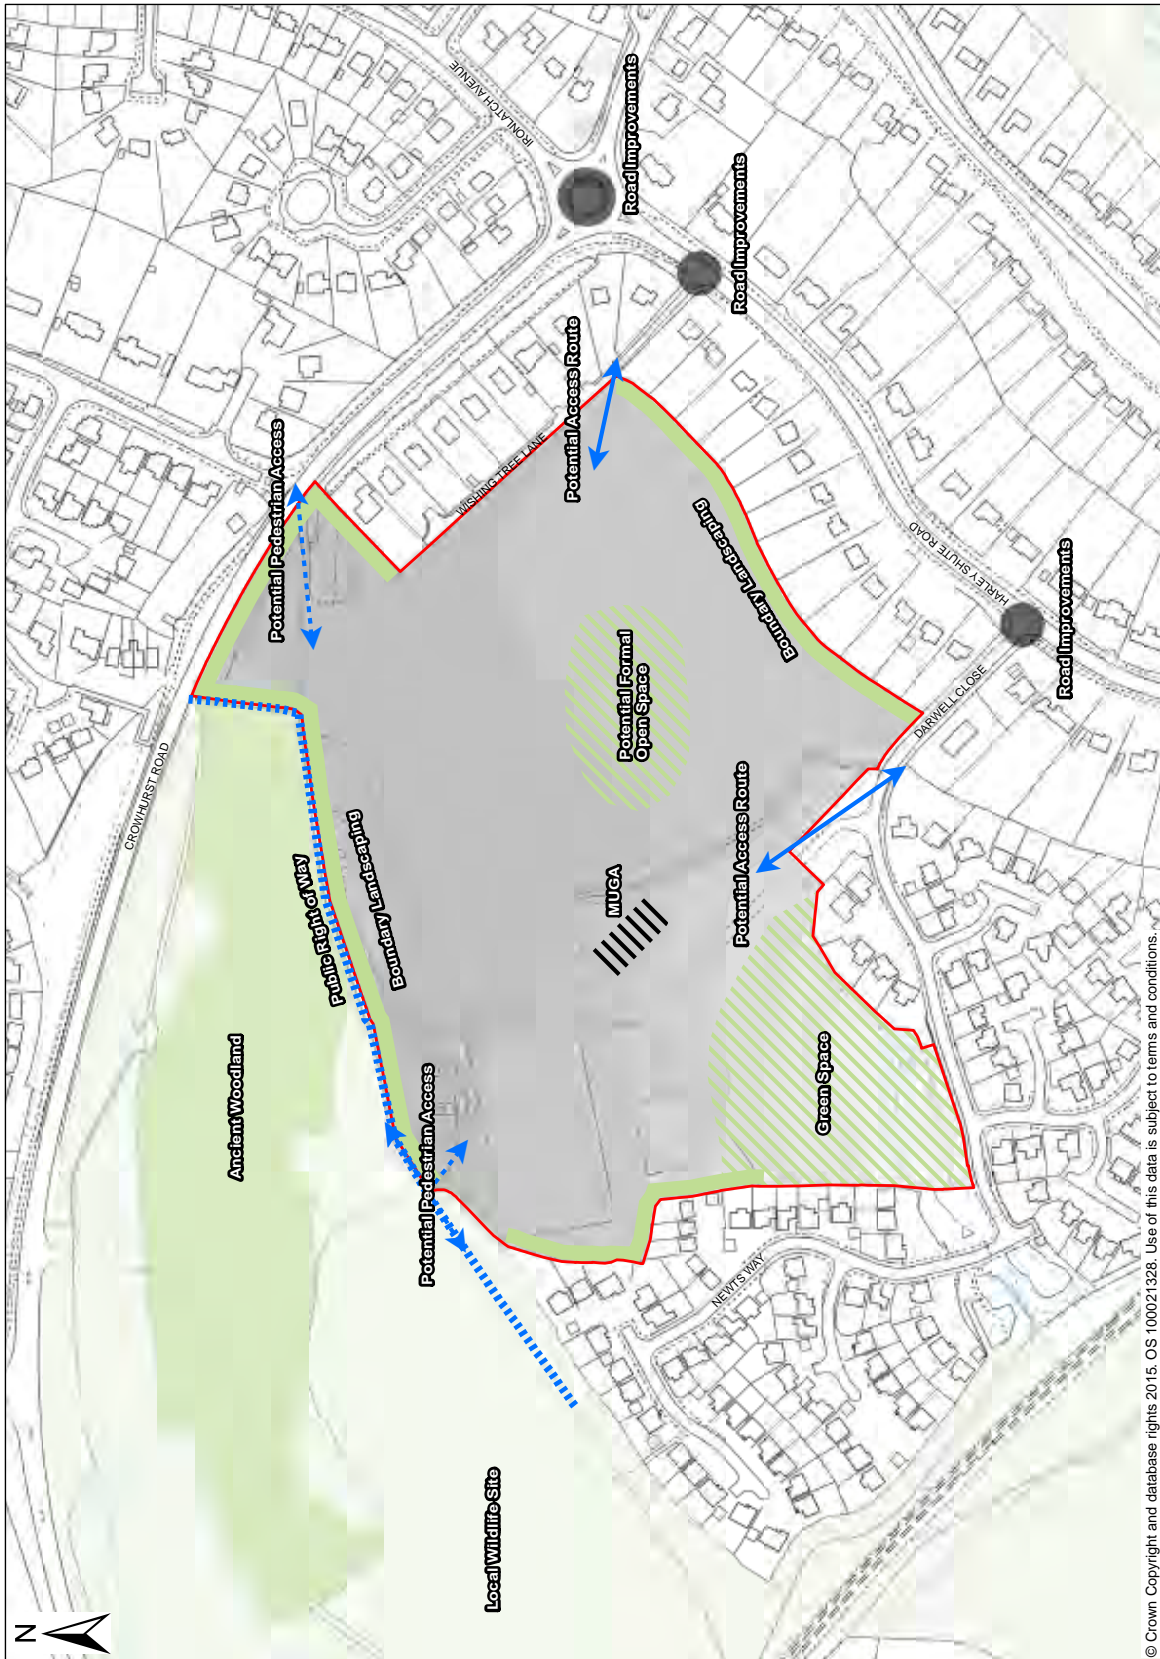 N
Ancient Woodland
Local Wildlife Site
CROWHURST ROAD
Public Right of Way
Boundary Landscaping
Potential Pedestrian Access
Potential Pedestrian Access
IRONLATCH AVENUE
Road Improvements
Road Improvements
Potential Access Route
WISHING TREE LANE
Boundary Landscaping
HARLEY SHUTE ROAD
Road Improvements
DARWELL CLOSE
Potential Formal
Open Space
MUGA
Potential Access Route
Green Space
NEWTS WAY
© Crown Copyright and database rights 2015. OS 100021328. Use of this data is subject to terms and conditions.